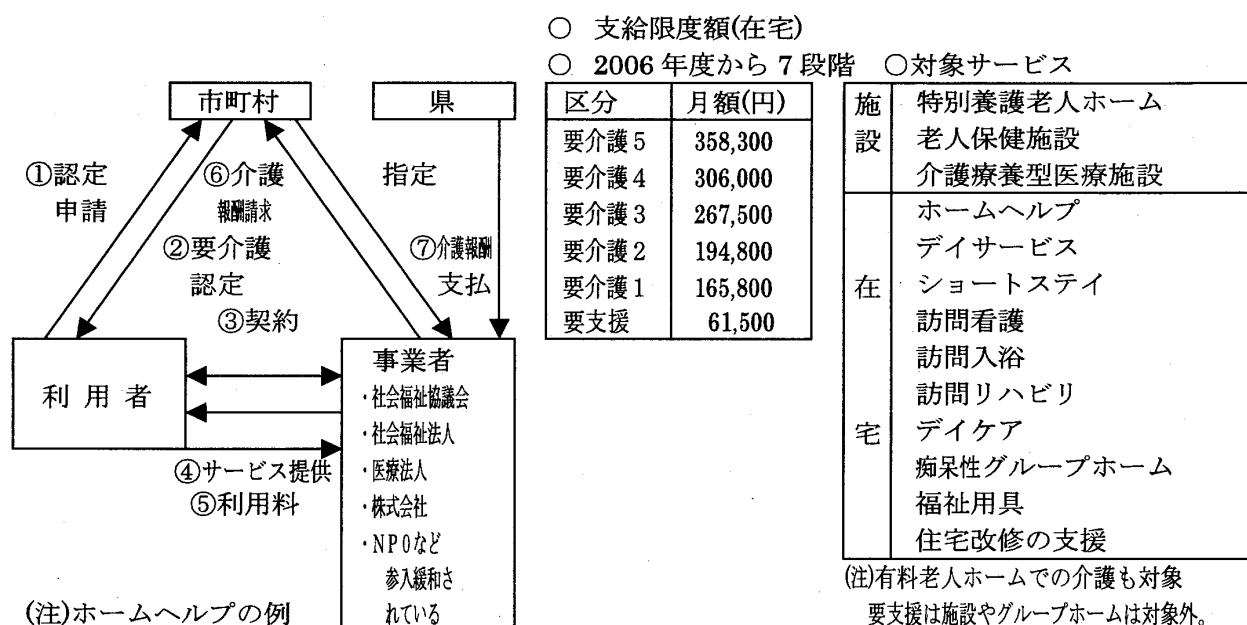 ○ 支給限度額(在宅)
○ 2006年度から7段階 ○対象サービス
市町村 県
①認定
申請
⑥介護
報酬請求
指定
②要介護
認定
⑦介護報酬
支払
③契約
利用者
事業者
・社会福祉協議会
・社会福祉法人
・医療法人
・株式会社
・NPOなど
参入緩和さ
れている
④サービス提供
⑤利用料
(注)ホームヘルプの例
区分 月額(円)
要介護5 358,300
要介護4 306,000
要介護3 267,500
要介護2 194,800
要介護1 165,800
要支援 61,500
施設
特別養護老人ホーム
老人保健施設
介護療養型医療施設
在宅
ホームヘルプ
デイサービス
ショートステイ
訪問看護
訪問入浴
訪問リハビリ
デイケア
痴呆性グループホーム
福祉用具
住宅改修の支援
(注)有料老人ホームでの介護も対象
要支援は施設やグループホームは対象外。